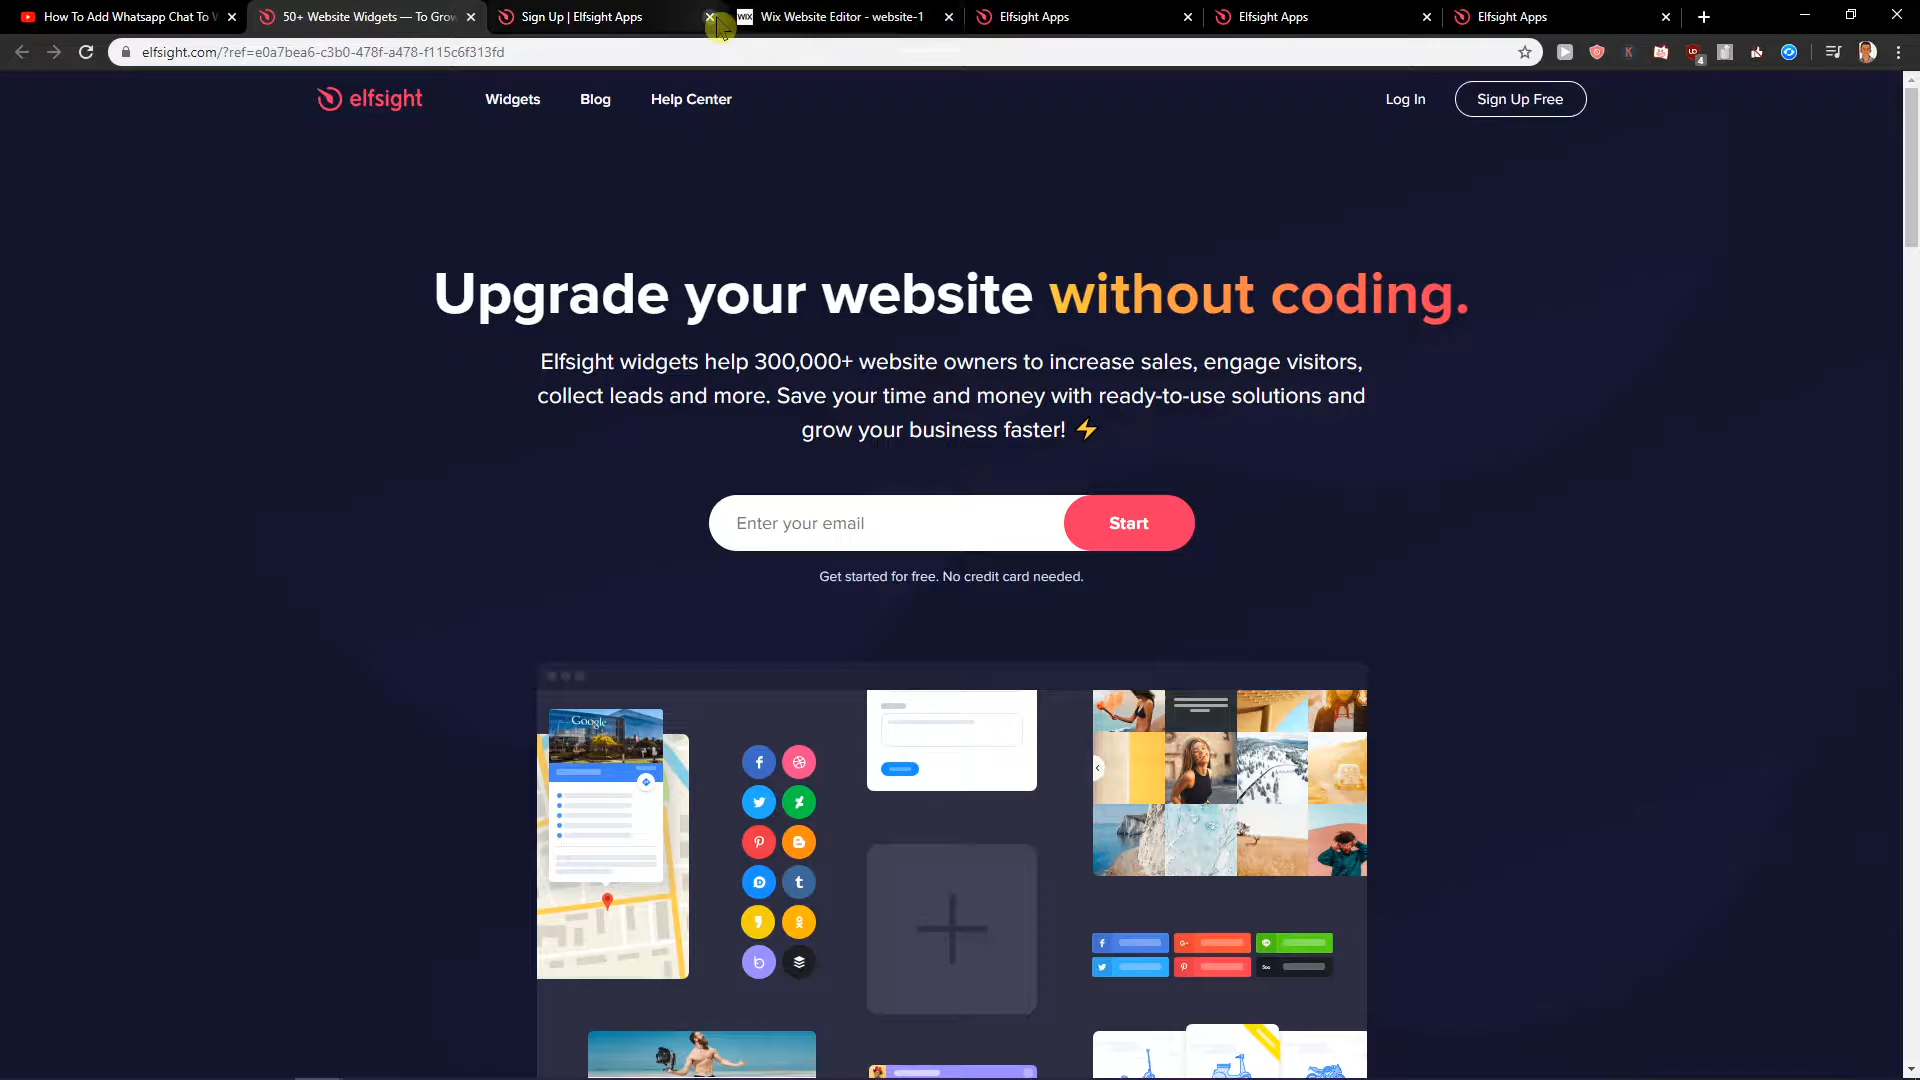 How To Add Whatsapp Chat To
50+ Website Widgets — To Grow
Sign Up | Elfsight Apps
WIX
Wix Website Editor - website-1
Elfsight Apps
Elfsight Apps
Elfsight Apps
elfsight.com/?ref=e0a7bea6-c3b0-478f-a478-f115c6f313fd
K
4
elfsight
Widgets
Blog
Help Center
Log In
Sign Up Free
Upgrade your website without coding.
Elfsight widgets help 300,000+ website owners to increase sales, engage visitors,
collect leads and more. Save your time and money with ready-to-use solutions and
grow your business faster! ⚡
Enter your email
Start
Get started for free. No credit card needed.
Google